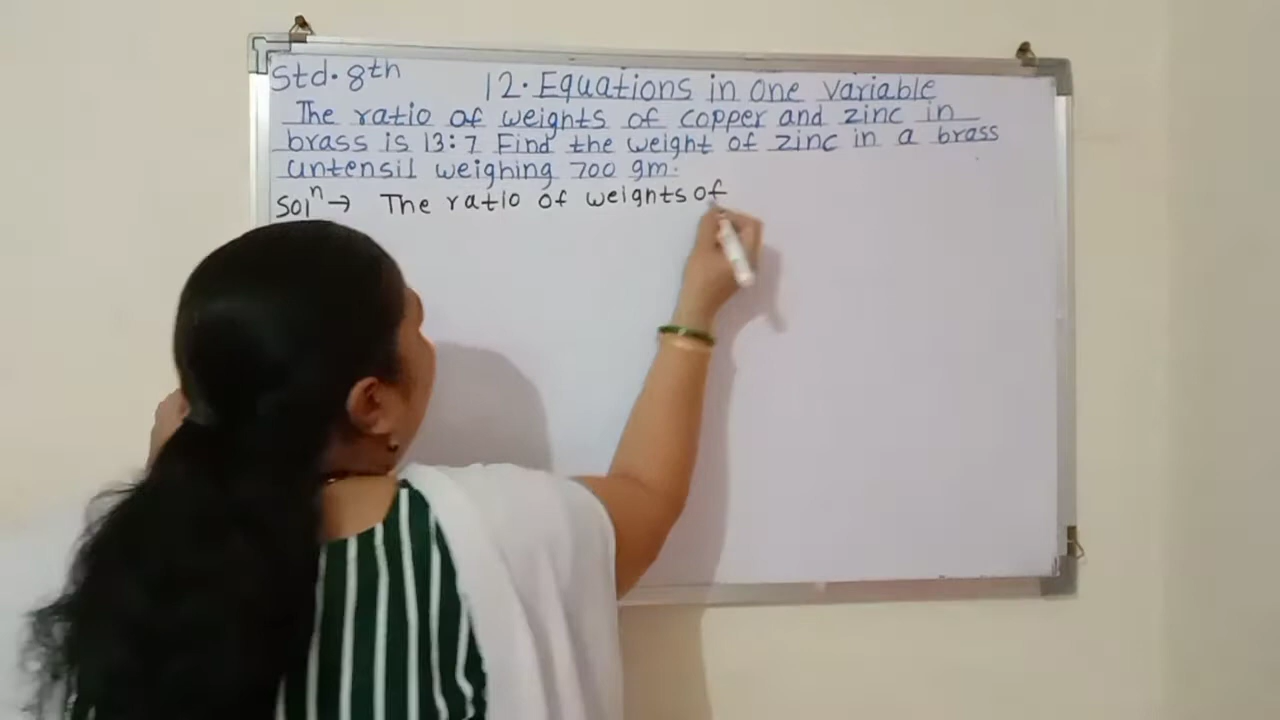 Std. 8th 12. Equations in one variable
The ratio of weights of copper and zinc in
brass is 13:7 Find the weight of zinc in a brass
untensil weighing 700 gm.
Solⁿ → The ratio of weights of